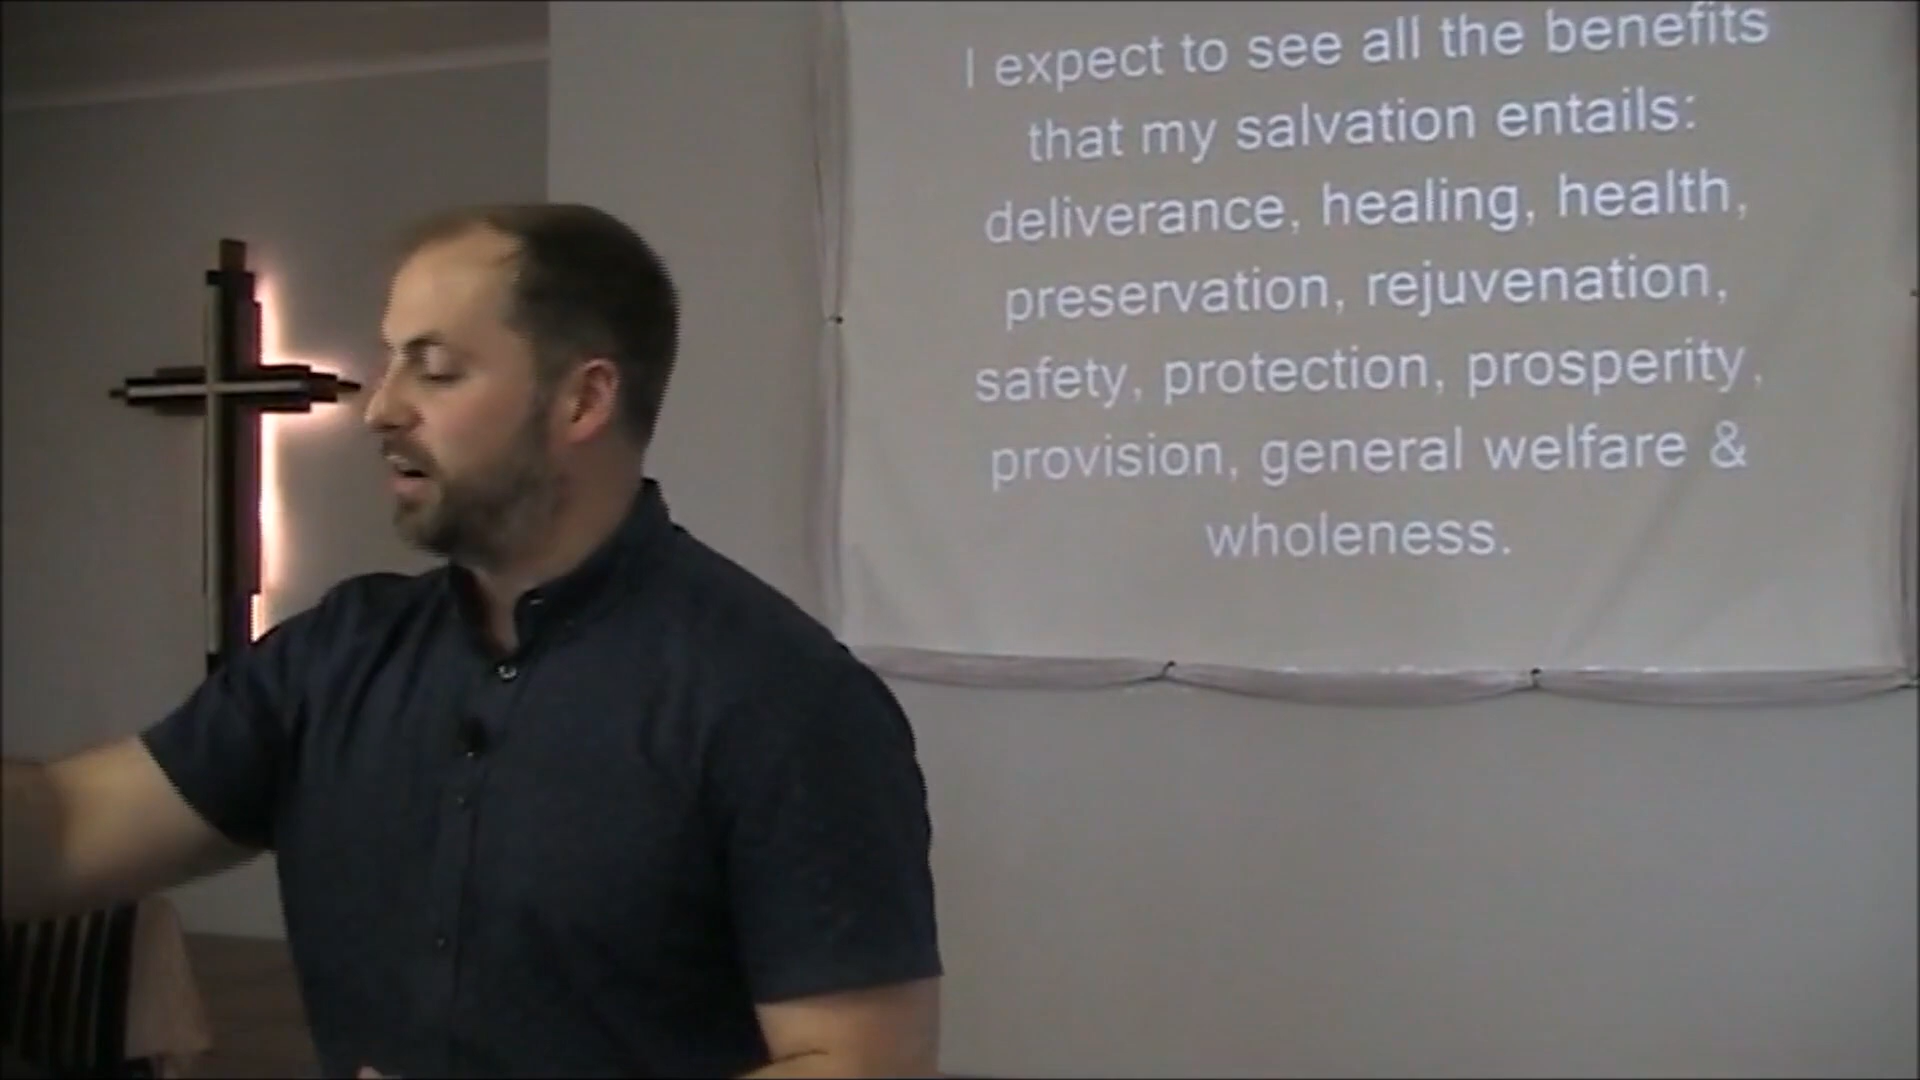 I expect to see all the benefits
that my salvation entails:
deliverance, healing, health,
preservation, rejuvenation,
safety, protection, prosperity,
provision, general welfare &
wholeness.